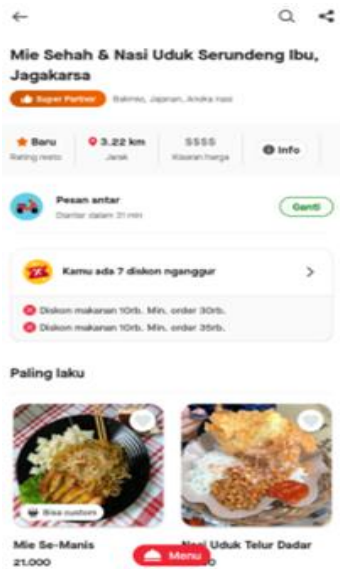 Mie Sehah & Nasi Uduk Serundeng Ibu,
Jagakarsa
Super Partner
Bakmie, Jajanan, Aneka nasi
Baru
Rating resto
3.22 km
Jarak
$$$$
Kisaran harga
Info
Pesan antar
Diantar dalam 31 min
Ganti
Kamu ada 7 diskon nganggur
Diskon makanan 10rb. Min. order 30rb.
Diskon makanan 10rb. Min. order 35rb.
Paling laku
Bisa custom
Mie Se-Manis
21.000
Nasi Uduk Telur Dadar
Menu